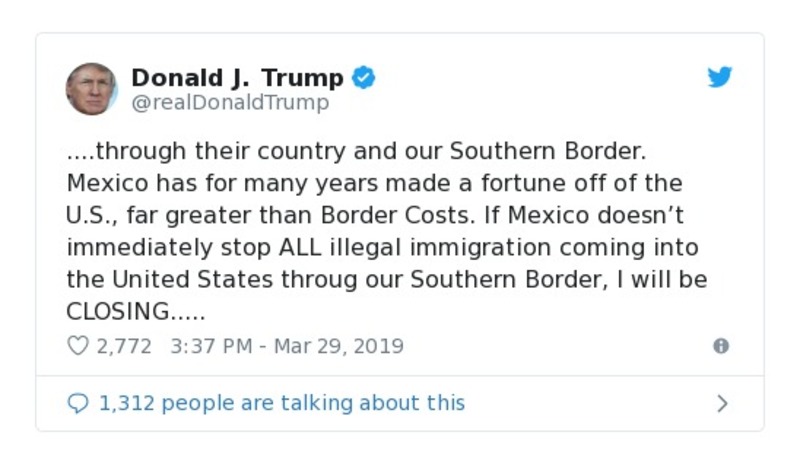 Donald J. Trump
@realDonaldTrump
....through their country and our Southern Border.
Mexico has for many years made a fortune off of the
U.S., far greater than Border Costs. If Mexico doesn’t
immediately stop ALL illegal immigration coming into
the United States throug our Southern Border, I will be
CLOSING.....
2,772 3:37 PM - Mar 29, 2019
1,312 people are talking about this